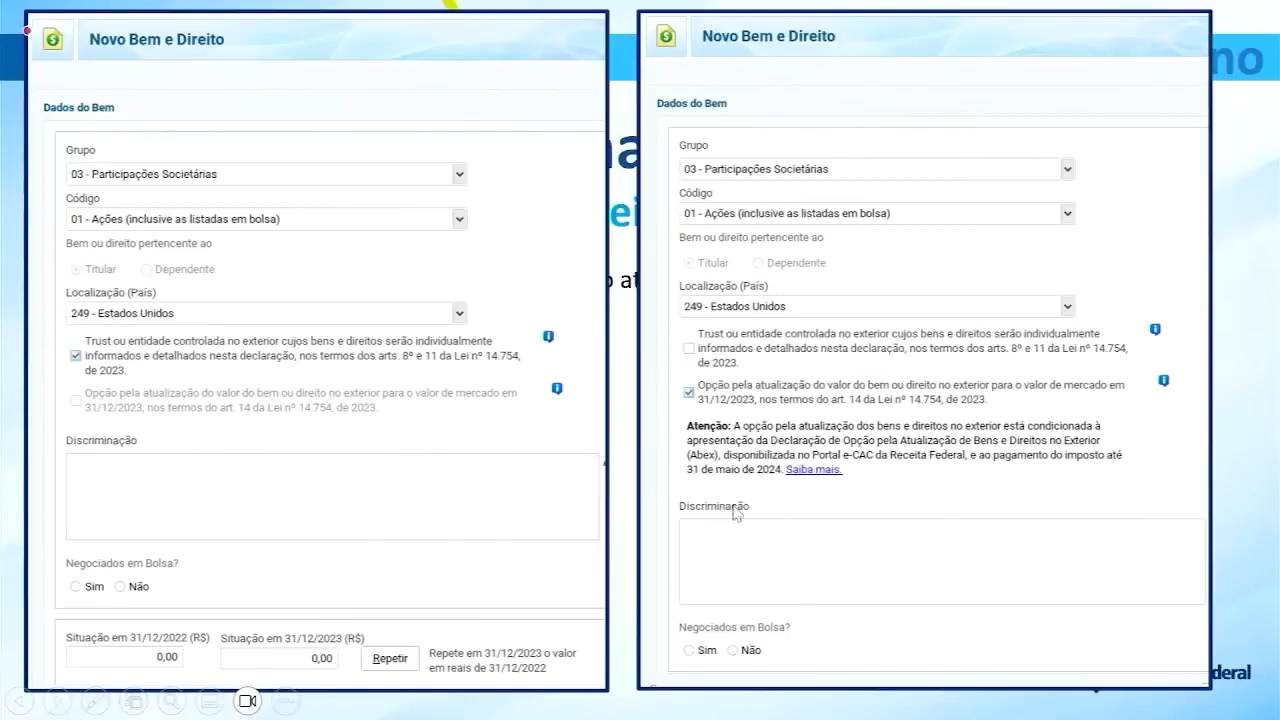 Novo Bem e Direito
Dados do Bem
Grupo
03 - Participações Societárias
Código
01 - Ações (inclusive as listadas em bolsa)
Bem ou direito pertencente ao
Titular Dependente
Localização (País)
249 - Estados Unidos
Trust ou entidade controlada no exterior cujos bens e direitos serão individualmente
informados e detalhados nesta declaração, nos termos dos arts. 8º e 11 da Lei nº 14.754,
de 2023.
Opção pela atualização do valor do bem ou direito no exterior para o valor de mercado em
31/12/2023, nos termos do art. 14 da Lei nº 14.754, de 2023.
Discriminação
Negociados em Bolsa?
Sim Não
Situação em 31/12/2022 (R$) Situação em 31/12/2023 (R$)
0,00 0,00 Repetir
Repete em 31/12/2023 o valor
em reais de 31/12/2022
Novo Bem e Direito
Dados do Bem
Grupo
03 - Participações Societárias
Código
01 - Ações (inclusive as listadas em bolsa)
Bem ou direito pertencente ao
Titular Dependente
Localização (País)
249 - Estados Unidos
Trust ou entidade controlada no exterior cujos bens e direitos serão individualmente
informados e detalhados nesta declaração, nos termos dos arts. 8º e 11 da Lei nº 14.754,
de 2023.
Opção pela atualização do valor do bem ou direito no exterior para o valor de mercado em
31/12/2023, nos termos do art. 14 da Lei nº 14.754, de 2023.
Atenção: A opção pela atualização dos bens e direitos no exterior está condicionada à
apresentação da Declaração de Opção pela Atualização de Bens e Direitos no Exterior
(Abex), disponibilizada no Portal e-CAC da Receita Federal, e ao pagamento do imposto até
31 de maio de 2024. Saiba mais.
Discriminação
Negociados em Bolsa?
Sim Não